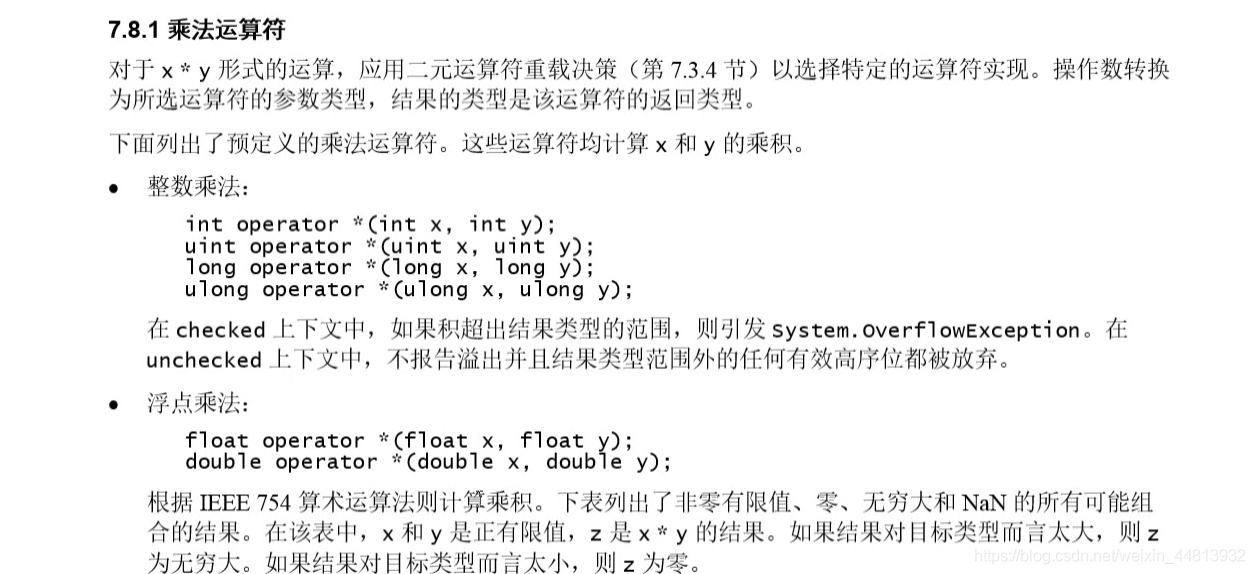 7.8.1 乘法运算符
对于 x * y 形式的运算，应用二元运算符重载决策（第 7.3.4 节）以选择特定的运算符实现。操作数转换
为所选运算符的参数类型，结果的类型是该运算符的返回类型。
下面列出了预定义的乘法运算符。这些运算符均计算 x 和 y 的乘积。
● 整数乘法：
int operator *(int x, int y);
uint operator *(uint x, uint y);
long operator *(long x, long y);
ulong operator *(ulong x, ulong y);
在 checked 上下文中，如果积超出结果类型的范围，则引发 System.OverflowException。在
unchecked 上下文中，不报告溢出并且结果类型范围外的任何有效高序位都被放弃。
● 浮点乘法：
float operator *(float x, float y);
double operator *(double x, double y);
根据 IEEE 754 算术运算法则计算乘积。下表列出了非零有限值、零、无穷大和 NaN 的所有可能组
合的结果。在该表中，x 和 y 是正有限值，z 是 x * y 的结果。如果结果对目标类型而言太大，则 z
为无穷大。如果结果对目标类型而言太小，则 z 为零。
https://blog.csdn.net/weixin_44813932